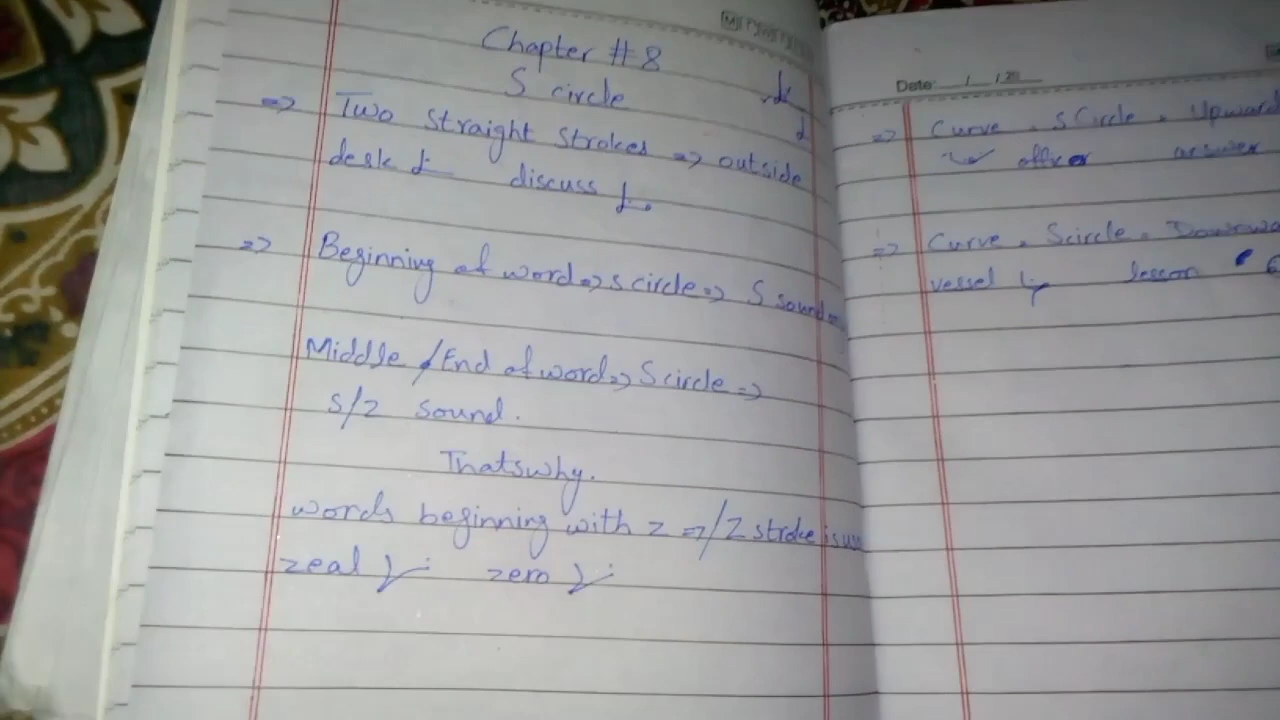 Chapter # 8
S circle
=> Two straight strokes => outside
desk discuss
=> Beginning of word => s circle => S sound
Middle / End of word => S circle =>
s/z sound.
Thatswhy.
words beginning with z => / Z stroke is
zeal zero
Date: / / 20
=> Curve . s Circle . Upward
officer answer
=> Curve . S circle .
vessel lesson